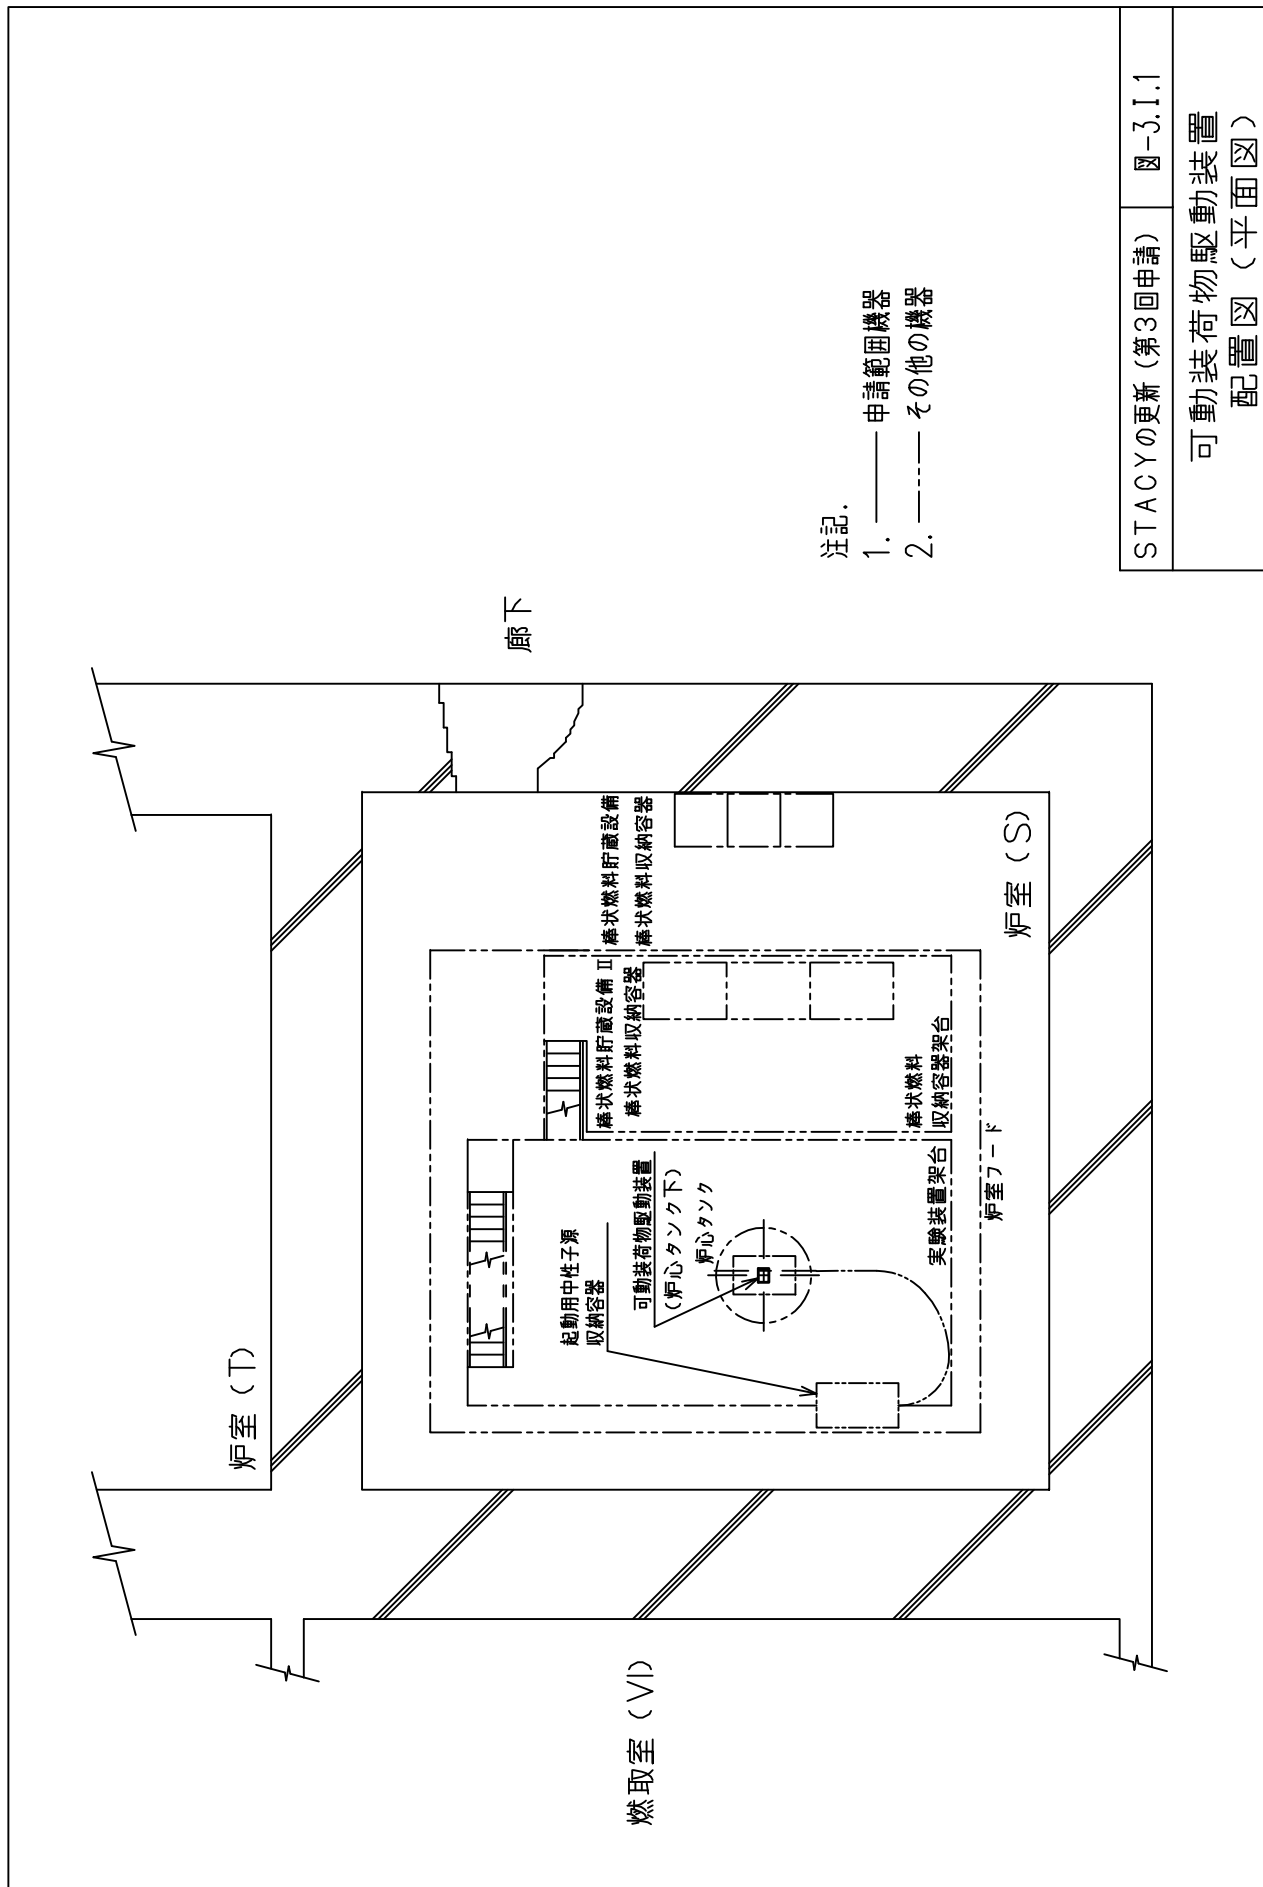 炉室（T）
廊下
棒状燃料貯蔵設備
棒状燃料収納容器
棒状燃料貯蔵設備Ⅱ
棒状燃料収納容器
起動用中性子源
収納容器
可動装荷物駆動装置
（炉心タンク下）
炉心タンク
棒状燃料
収納容器架台
実験装置架台
炉室フード
炉室（S）
燃取室（VI）
注記.
1. 申請範囲機器
2. その他の機器
STACYの更新（第3回申請） 図-3.I.1
可動装荷物駆動装置
配置図（平面図）